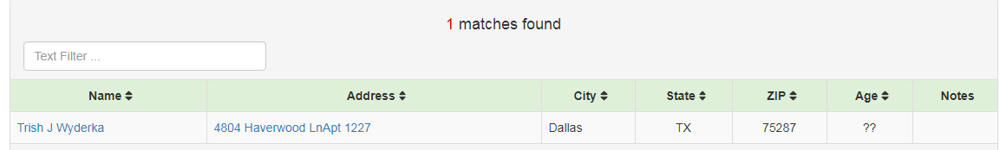 1 matches found
Text Filter ...
Name Address City State ZIP Age Notes
Trish J Wyderka 4804 Haverwood LnApt 1227 Dallas TX 75287 ??